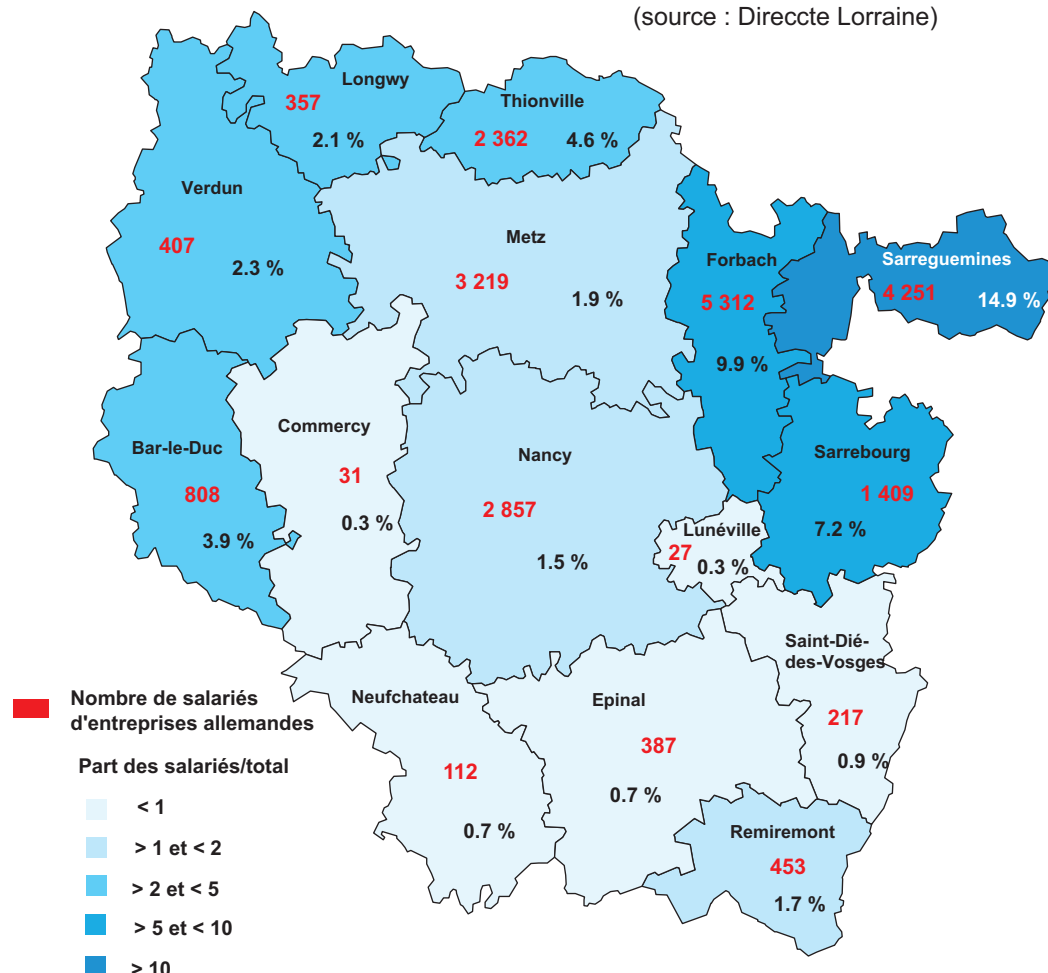 (source : Direccte Lorraine)
Longwy
357
2.1 %
Thionville
2 362
4.6 %
Verdun
407
2.3 %
Metz
3 219
1.9 %
Forbach
5 312
9.9 %
Sarreguemines
4 251
14.9 %
Bar-le-Duc
808
3.9 %
Commercy
31
0.3 %
Nancy
2 857
1.5 %
Sarrebourg
1 409
7.2 %
Lunéville
27
0.3 %
Saint-Dié-
des-Vosges
217
0.9 %
Neufchateau
112
0.7 %
Epinal
387
0.7 %
Remiremont
453
1.7 %
Nombre de salariés
d'entreprises allemandes
Part des salariés/total
< 1
> 1 et < 2
> 2 et < 5
> 5 et < 10
> 10